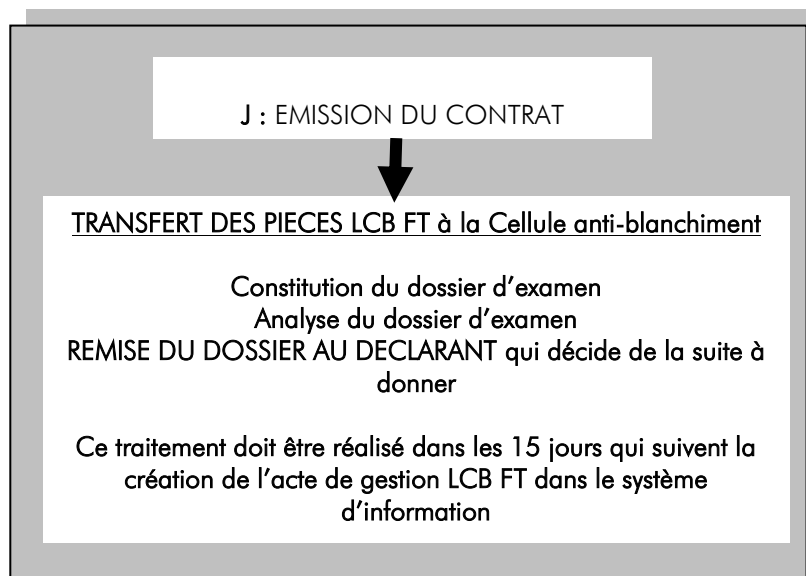 J : EMISSION DU CONTRAT
TRANSFERT DES PIECES LCB FT à la Cellule anti-blanchiment
Constitution du dossier d'examen
Analyse du dossier d'examen
REMISE DU DOSSIER AU DECLARANT qui décide de la suite à
donner
Ce traitement doit être réalisé dans les 15 jours qui suivent la
création de l'acte de gestion LCB FT dans le système
d'information